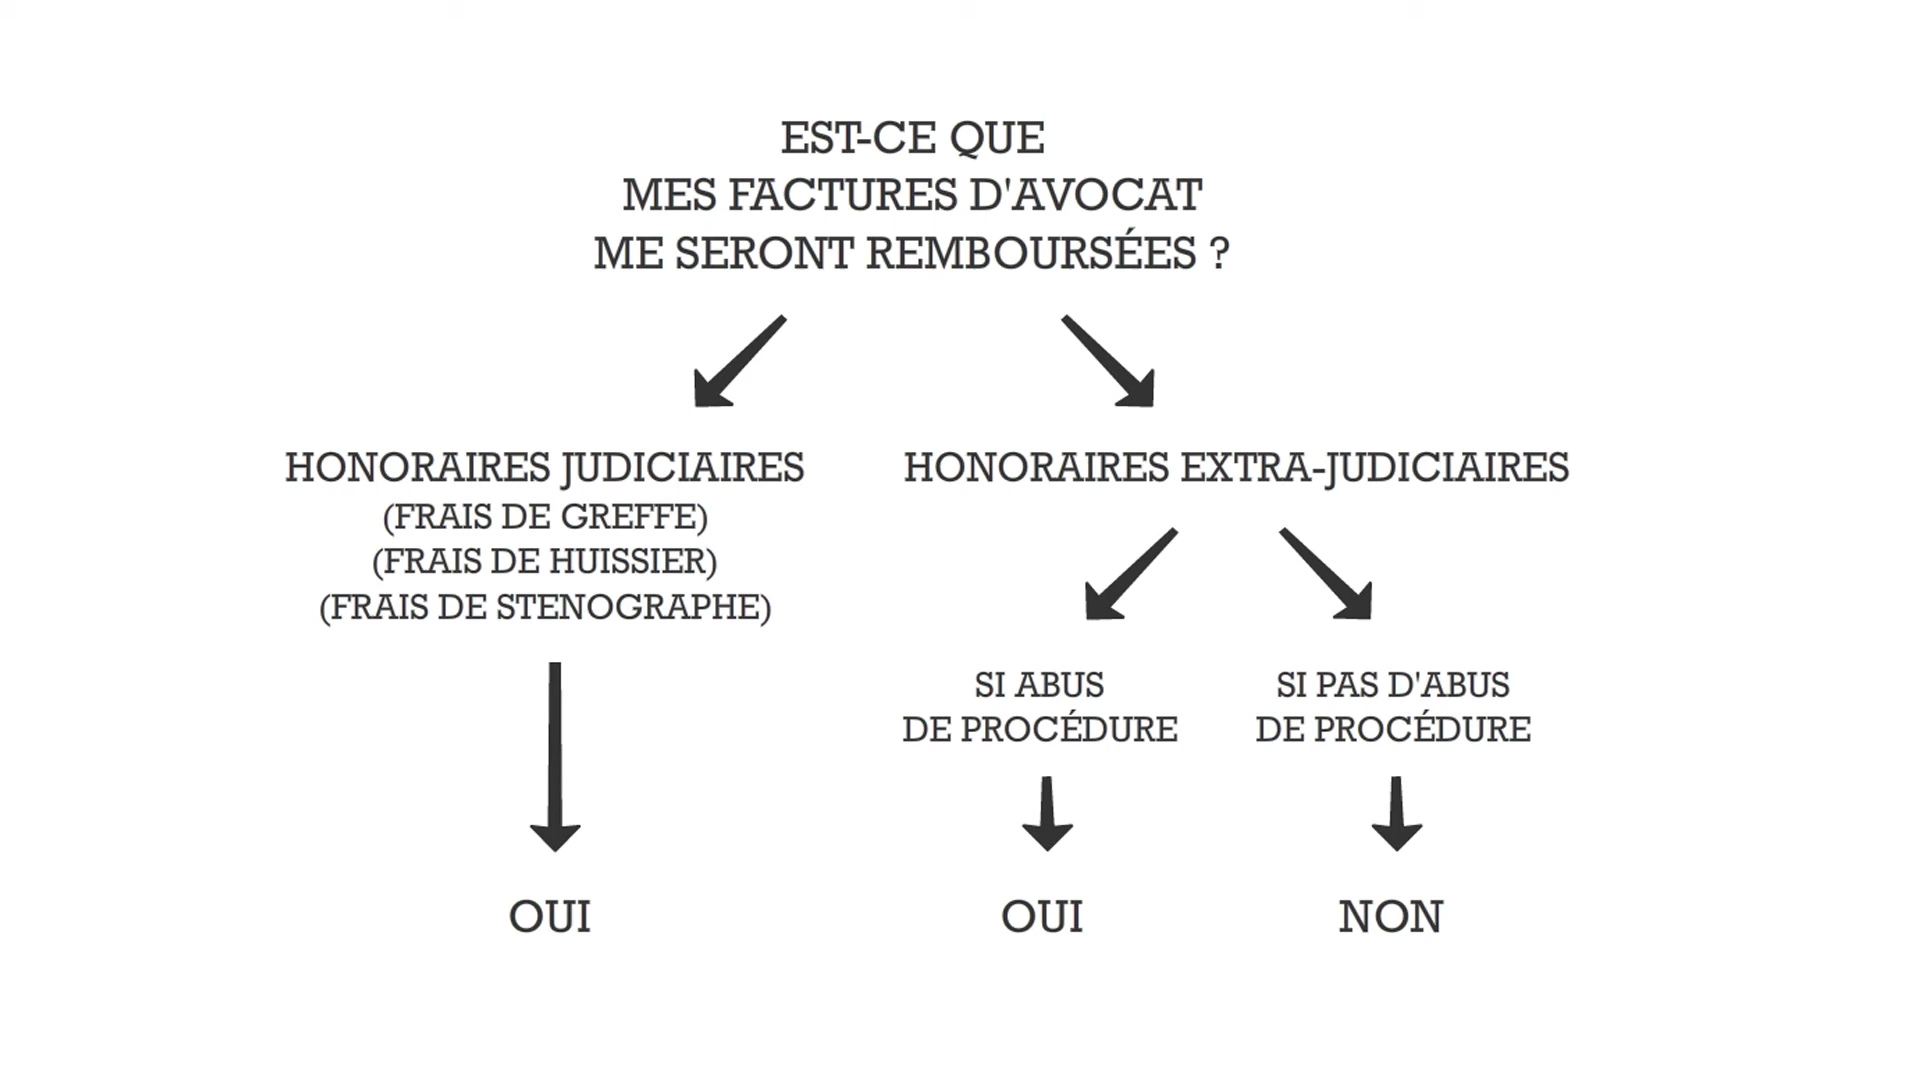 EST-CE QUE
MES FACTURES D'AVOCAT
ME SERONT REMBOURSÉES ?
HONORAIRES JUDICIAIRES
(FRAIS DE GREFFE)
(FRAIS DE HUISSIER)
(FRAIS DE STENOGRAPHE)
HONORAIRES EXTRA-JUDICIAIRES
SI ABUS
DE PROCÉDURE
SI PAS D'ABUS
DE PROCÉDURE
OUI
OUI
NON